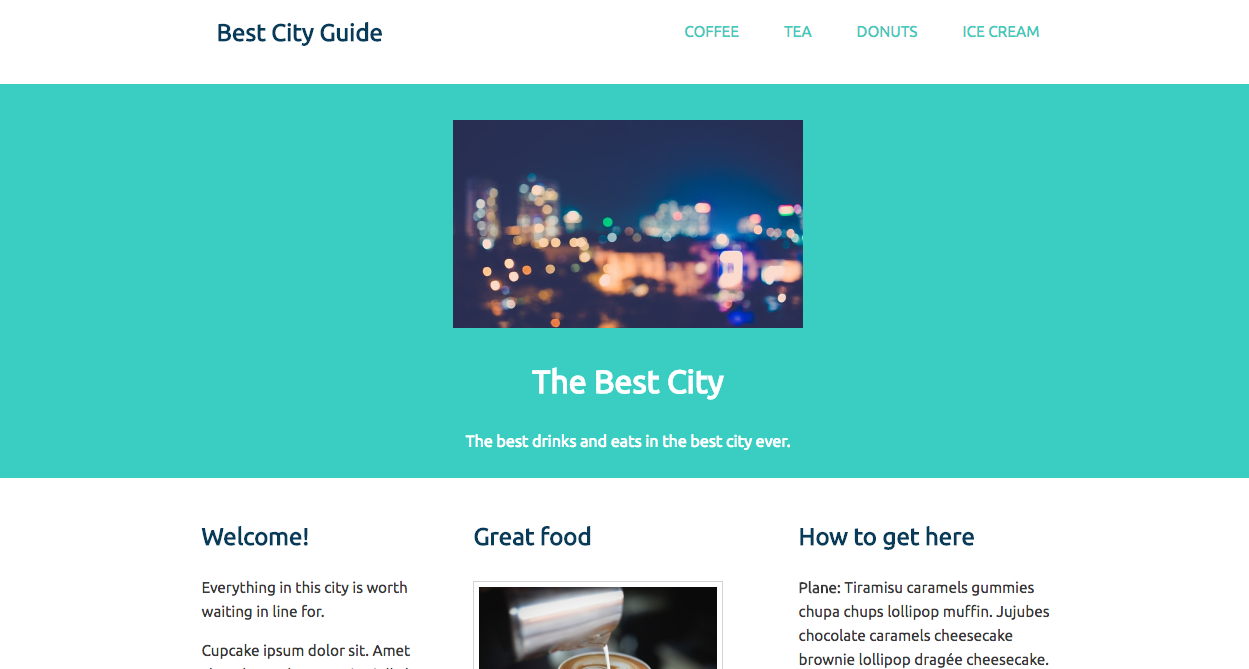 Best City Guide
COFFEE TEA DONUTS ICE CREAM
The Best City
The best drinks and eats in the best city ever.
Welcome!
Everything in this city is worth
waiting in line for.
Cupcake ipsum dolor sit. Amet
Great food
How to get here
Plane: Tiramisu caramels gummies
chupa chups lollipop muffin. Jujubes
chocolate caramels cheesecake
brownie lollipop dragée cheesecake.